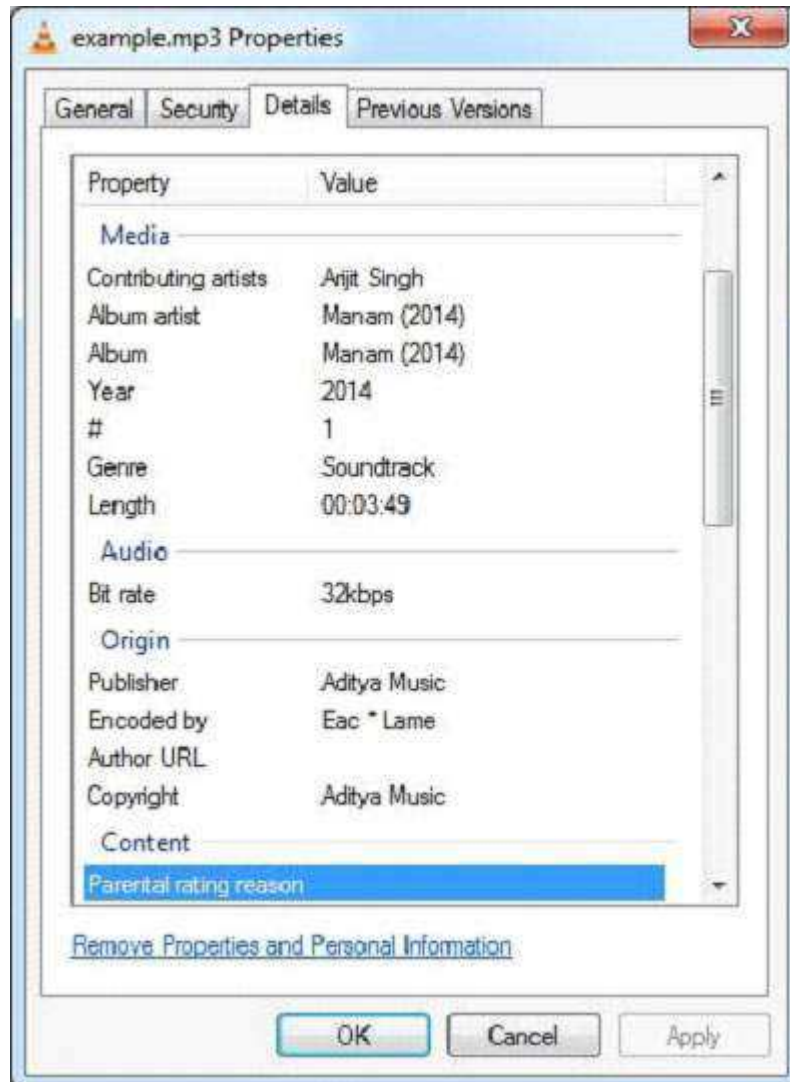 example.mp3 Properties
General Security Details Previous Versions
Property Value
Media
Contributing artists Arijit Singh
Album artist Manam (2014)
Album Manam (2014)
Year 2014
# 1
Genre Soundtrack
Length 00:03:49
Audio
Bit rate 32kbps
Origin
Publisher Aditya Music
Encoded by Eac * Lame
Author URL
Copyright Aditya Music
Content
Parental rating reason
Remove Properties and Personal Information
OK Cancel Apply